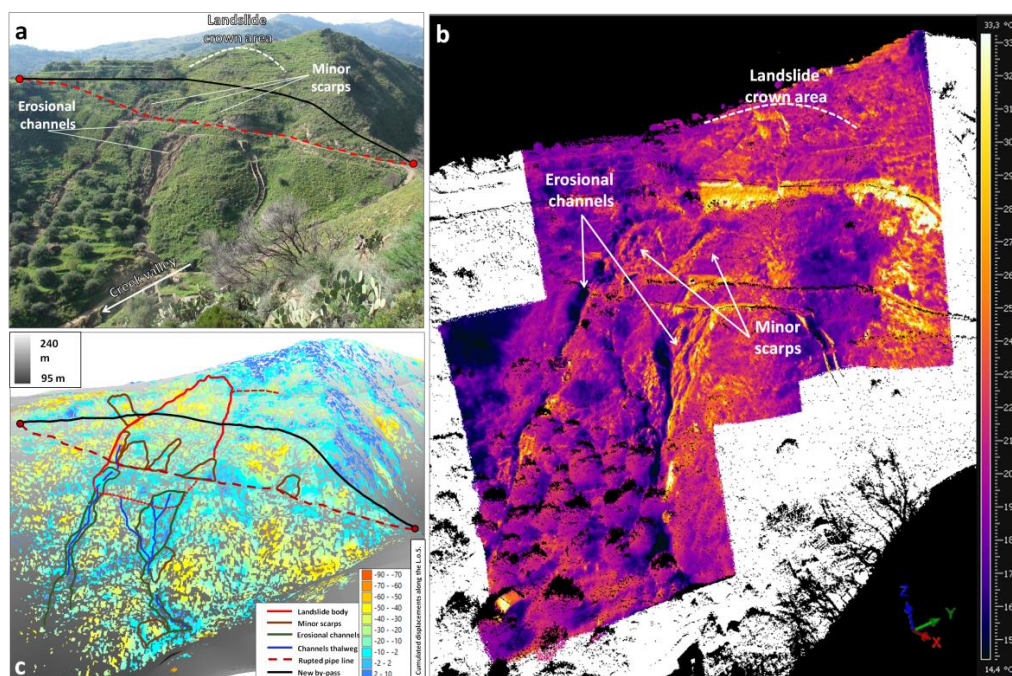 a
Landslide
crown area
Minor
scarps
Erosional
channels
Creek valley
b
33,3 °C
Landslide
crown area
Erosional
channels
Minor
scarps
14,4 °C
Z
Y
X
240
m
95 m
c
Landslide body
Minor scarps
Erosional channels
Channels thalweg
Rupted pipe line
New by-pass
Cumulated displacements along the L.o.S.
-90 - -70
-70 - -60
-60 - -50
-50 - -40
-40 - -30
-30 - -20
-20 - -10
-10 - -2
-2 - 2
2 - 10